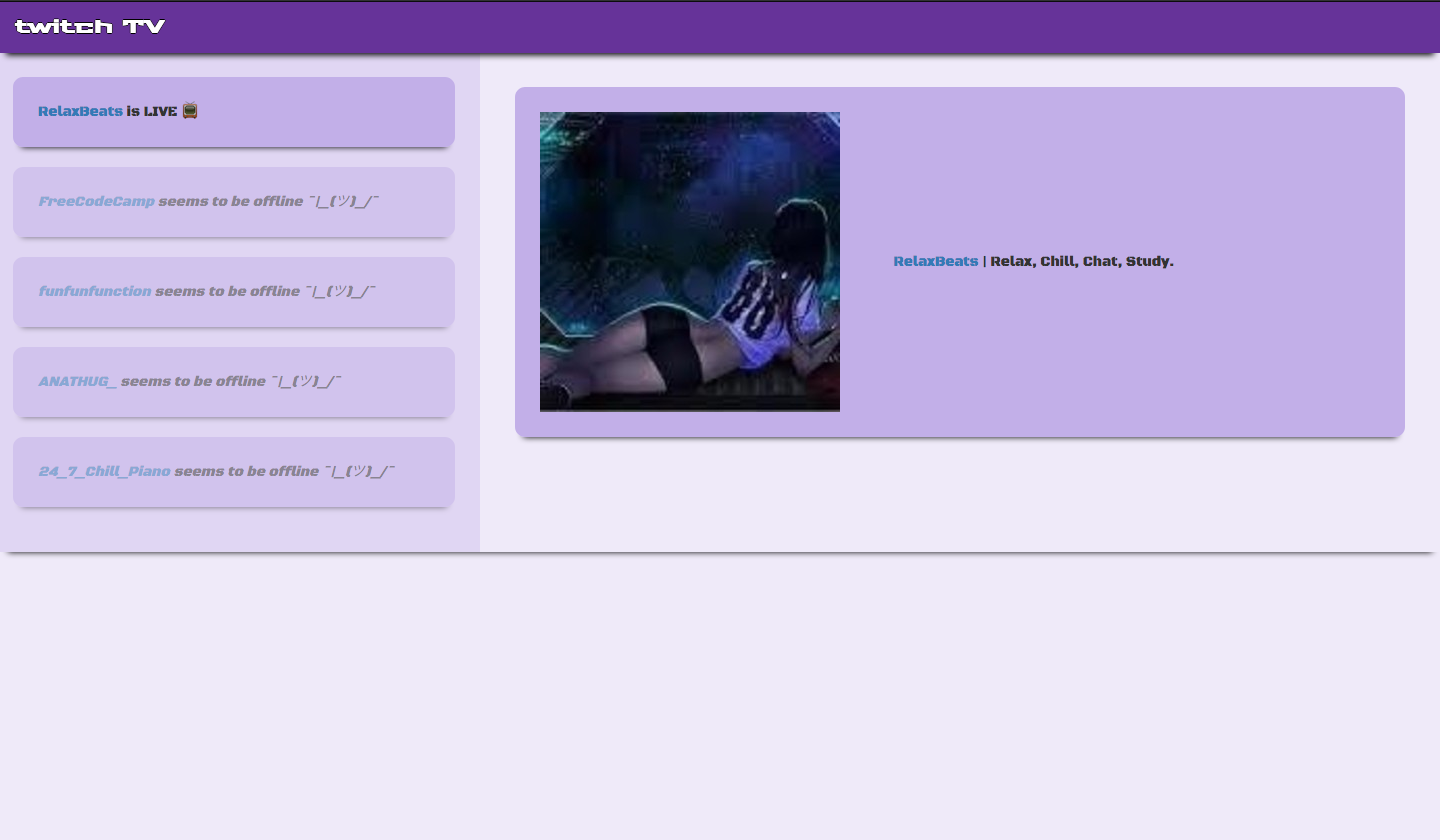 twitch TV
RelaxBeats is LIVE 📺
FreeCodeCamp seems to be offline ¯|_(ツ)_/¯
funfunfunction seems to be offline ¯|_(ツ)_/¯
ANATHUG_ seems to be offline ¯|_(ツ)_/¯
24_7_Chill_Piano seems to be offline ¯|_(ツ)_/¯
88
RelaxBeats | Relax, Chill, Chat, Study.